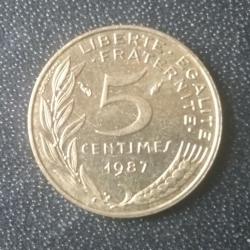 LIBERTE · EGALITE
FRATERNITE
5
CENTIMES
1987